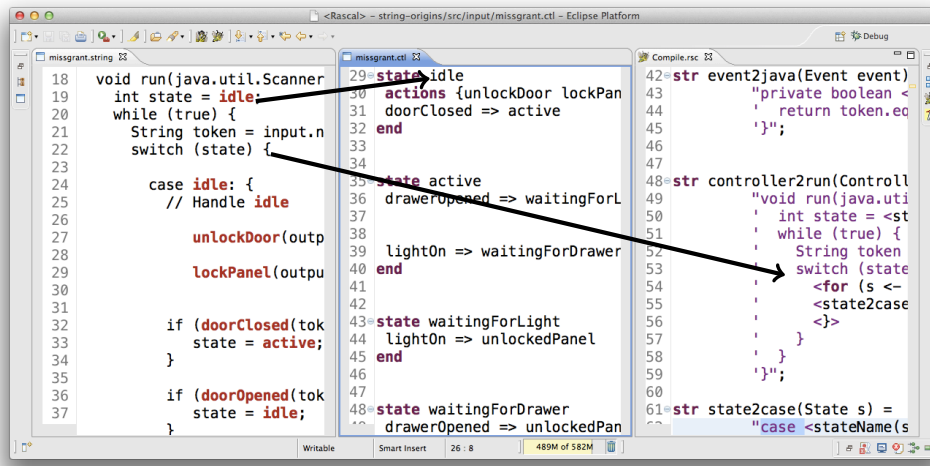 <Rascal> - string-origins/src/input/missgrant.ctl - Eclipse Platform
Debug
missgrant.string
18 void run(java.util.Scanner
19 int state = idle;
20 while (true) {
21 String token = input.n
22 switch (state) {
23
24 case idle: {
25 // Handle idle
26
27 unlockDoor(outp
28
29 lockPanel(outpu
30
31
32 if (doorClosed(tok
33 state = active;
34 }
35
36 if (doorOpened(tok
37 state = idle;
}
missgrant.ctl
29 state idle
30 actions {unlockDoor lockPan
31 doorClosed => active
32 end
33
34
35 state active
36 drawerOpened => waitingForL
37
38
39 lightOn => waitingForDrawer
40 end
41
42
43 state waitingForLight
44 lightOn => unlockedPanel
45 end
46
47
48 state waitingForDrawer
49 drawerOpened => unlockedPan
Compile.rsc
42 str event2java(Event event)
43 "private boolean <
44 ' return token.eq
45 '}";
46
47
48 str controller2run(Controll
49 "void run(java.uti
50 ' int state = <st
51 ' while (true) {
52 ' String token
53 ' switch (state
54 ' <for (s <-
55 ' <state2case
56 ' <}>
57 ' }
58 ' }
59 '}";
60
61 str state2case(State s) =
62 "case <stateName(s
Writable
Smart Insert
26 : 8
489M of 582M